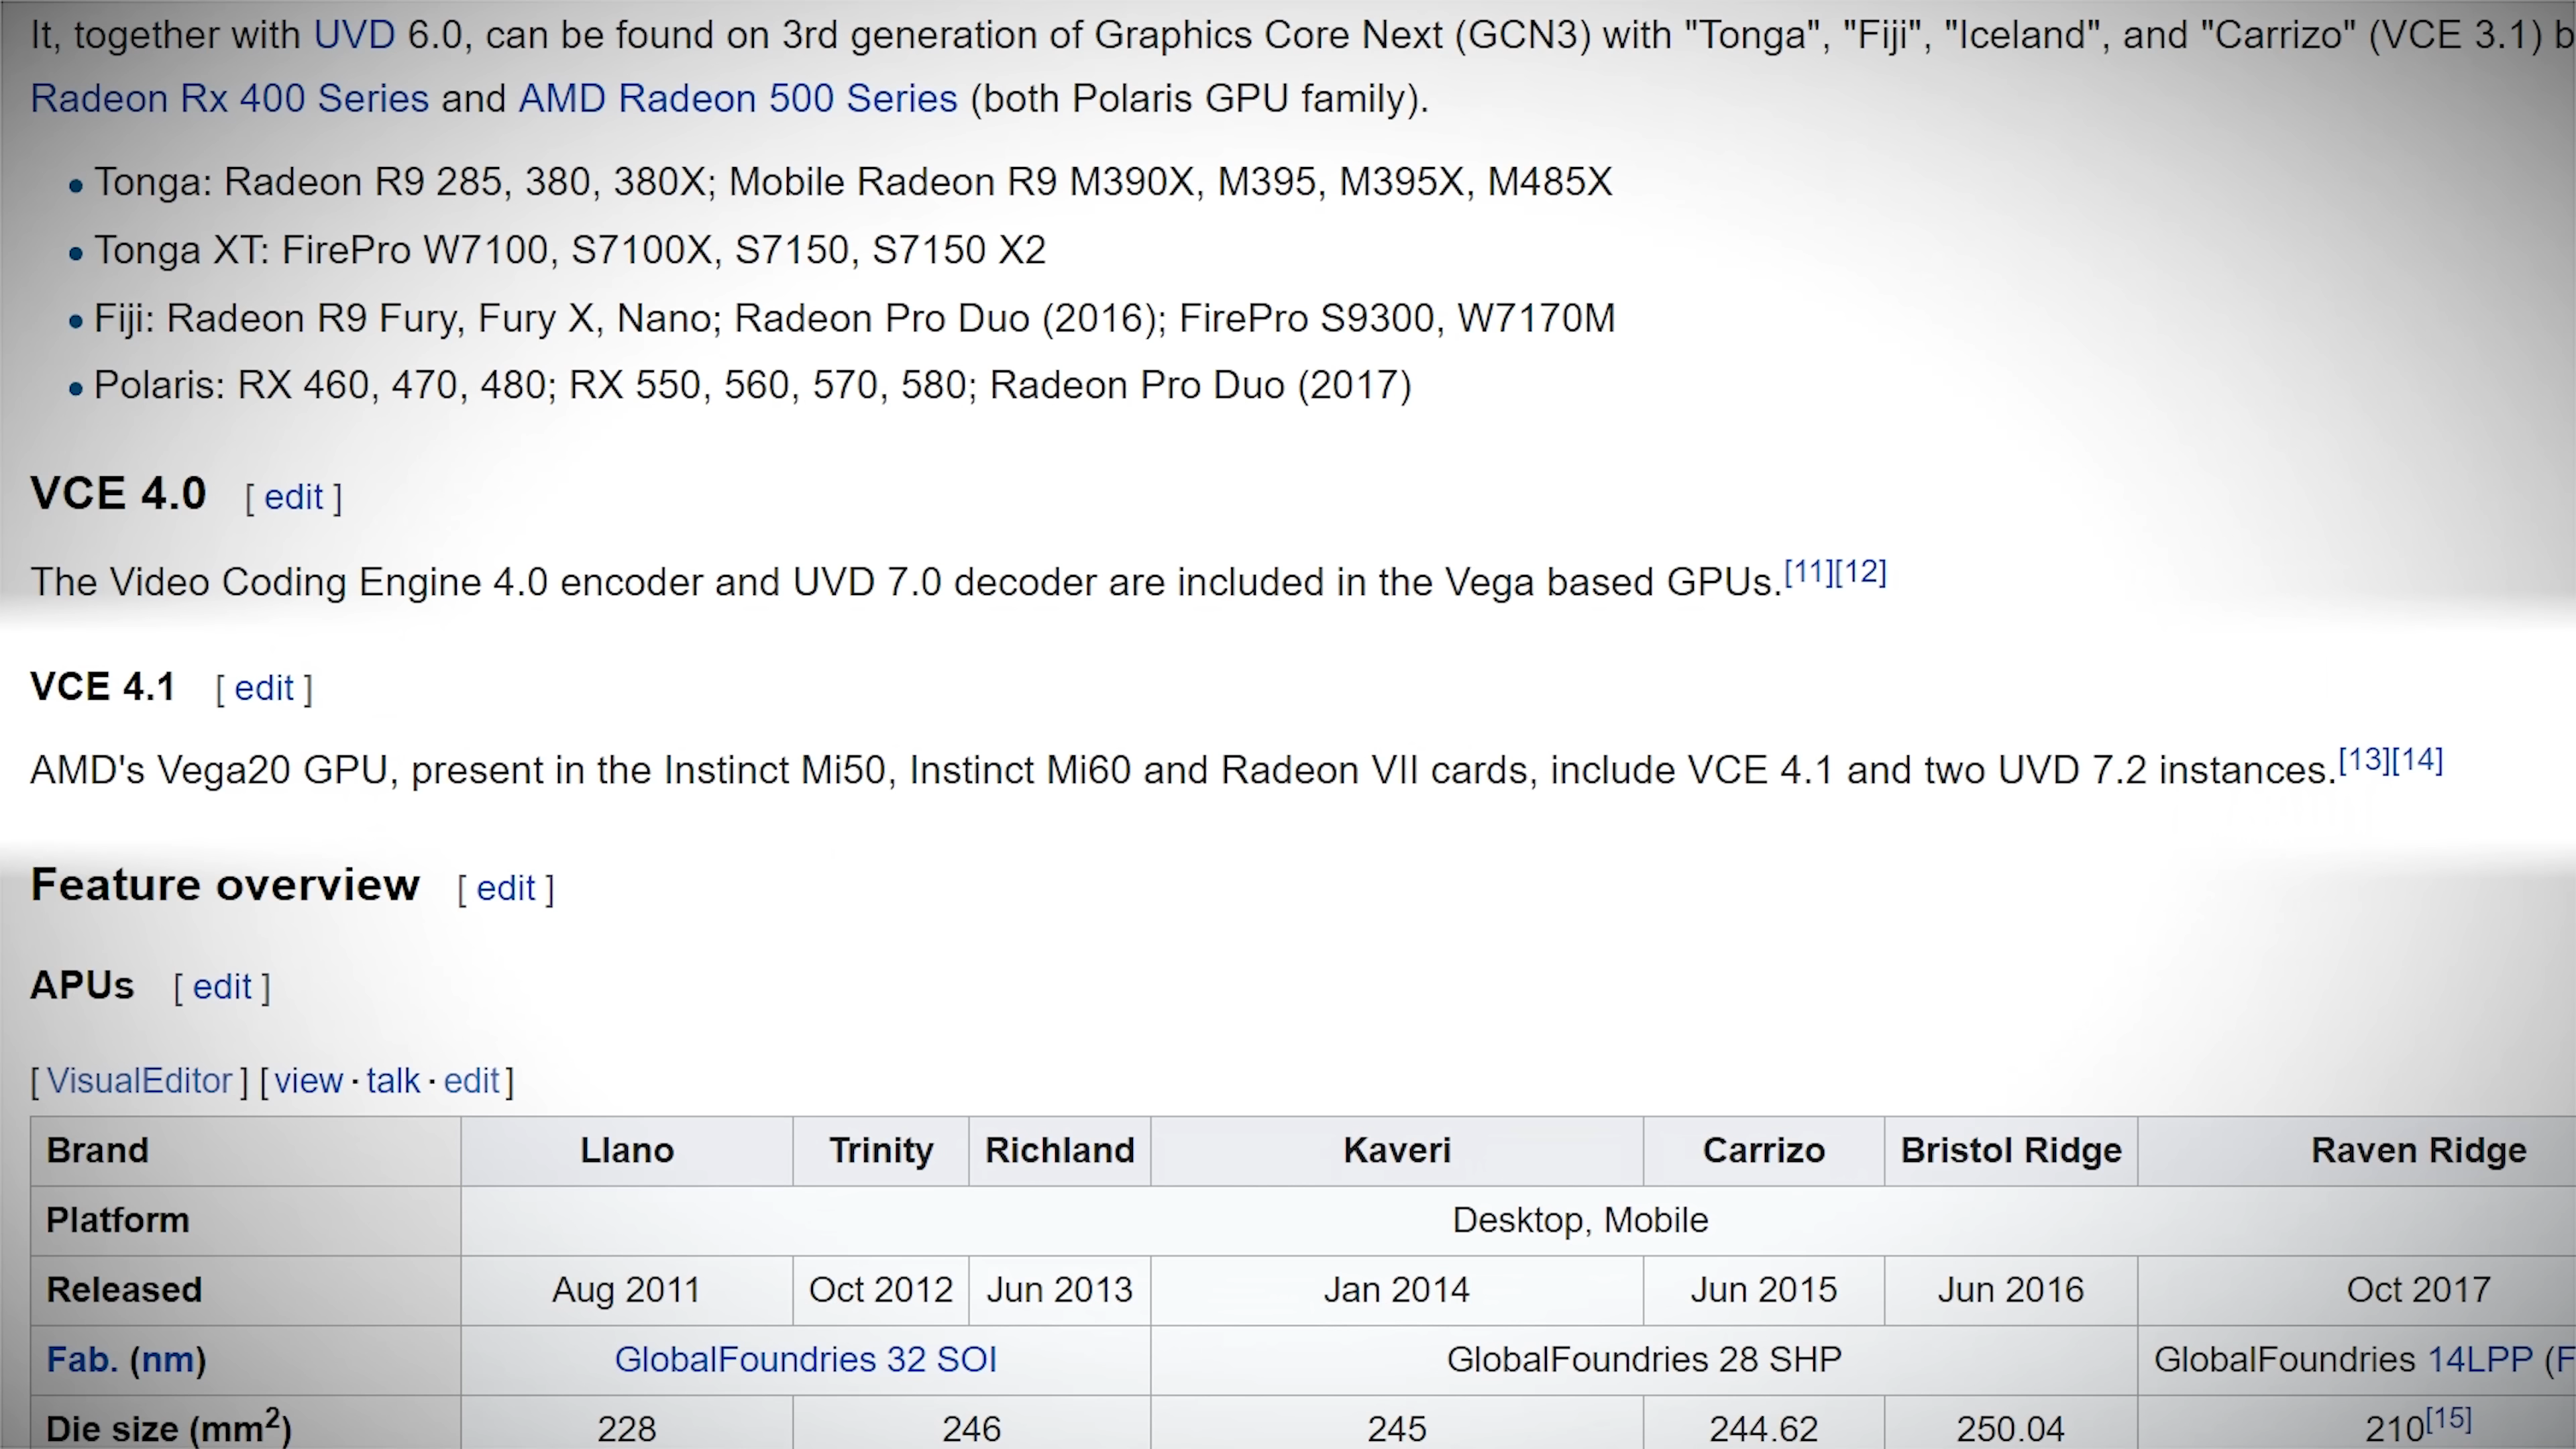 It, together with UVD 6.0, can be found on 3rd generation of Graphics Core Next (GCN3) with "Tonga", "Fiji", "Iceland", and "Carrizo" (VCE 3.1) b
Radeon Rx 400 Series and AMD Radeon 500 Series (both Polaris GPU family).
• Tonga: Radeon R9 285, 380, 380X; Mobile Radeon R9 M390X, M395, M395X, M485X
• Tonga XT: FirePro W7100, S7100X, S7150, S7150 X2
• Fiji: Radeon R9 Fury, Fury X, Nano; Radeon Pro Duo (2016); FirePro S9300, W7170M
• Polaris: RX 460, 470, 480; RX 550, 560, 570, 580; Radeon Pro Duo (2017)
VCE 4.0 [ edit ]
The Video Coding Engine 4.0 encoder and UVD 7.0 decoder are included in the Vega based GPUs.[11][12]
VCE 4.1 [ edit ]
AMD's Vega20 GPU, present in the Instinct Mi50, Instinct Mi60 and Radeon VII cards, include VCE 4.1 and two UVD 7.2 instances.[13][14]
Feature overview [ edit ]
APUs [ edit ]
[ VisualEditor ] [ view · talk · edit ]
Brand Llano Trinity Richland Kaveri Carrizo Bristol Ridge Raven Ridge
Platform Desktop, Mobile
Released Aug 2011 Oct 2012 Jun 2013 Jan 2014 Jun 2015 Jun 2016 Oct 2017
Fab. (nm) GlobalFoundries 32 SOI GlobalFoundries 28 SHP GlobalFoundries 14LPP (F
Die size (mm2) 228 246 245 244.62 250.04 210[15]